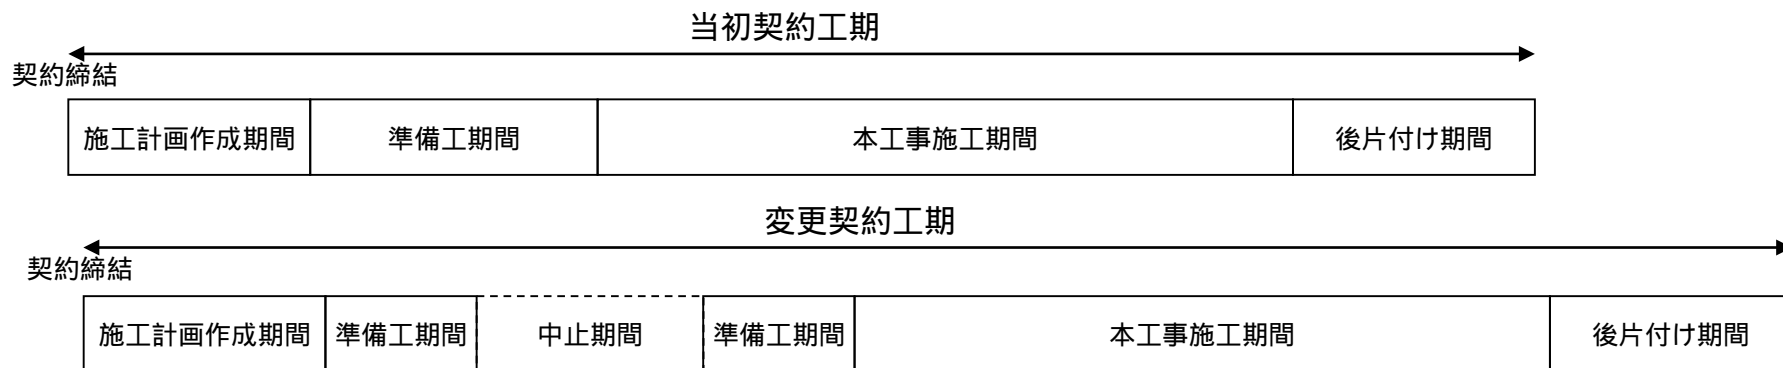 当初契約工期
契約締結
施工計画作成期間 準備工期間 本工事施工期間 後片付け期間
変更契約工期
契約締結
施工計画作成期間 準備工期間 中止期間 準備工期間 本工事施工期間 後片付け期間